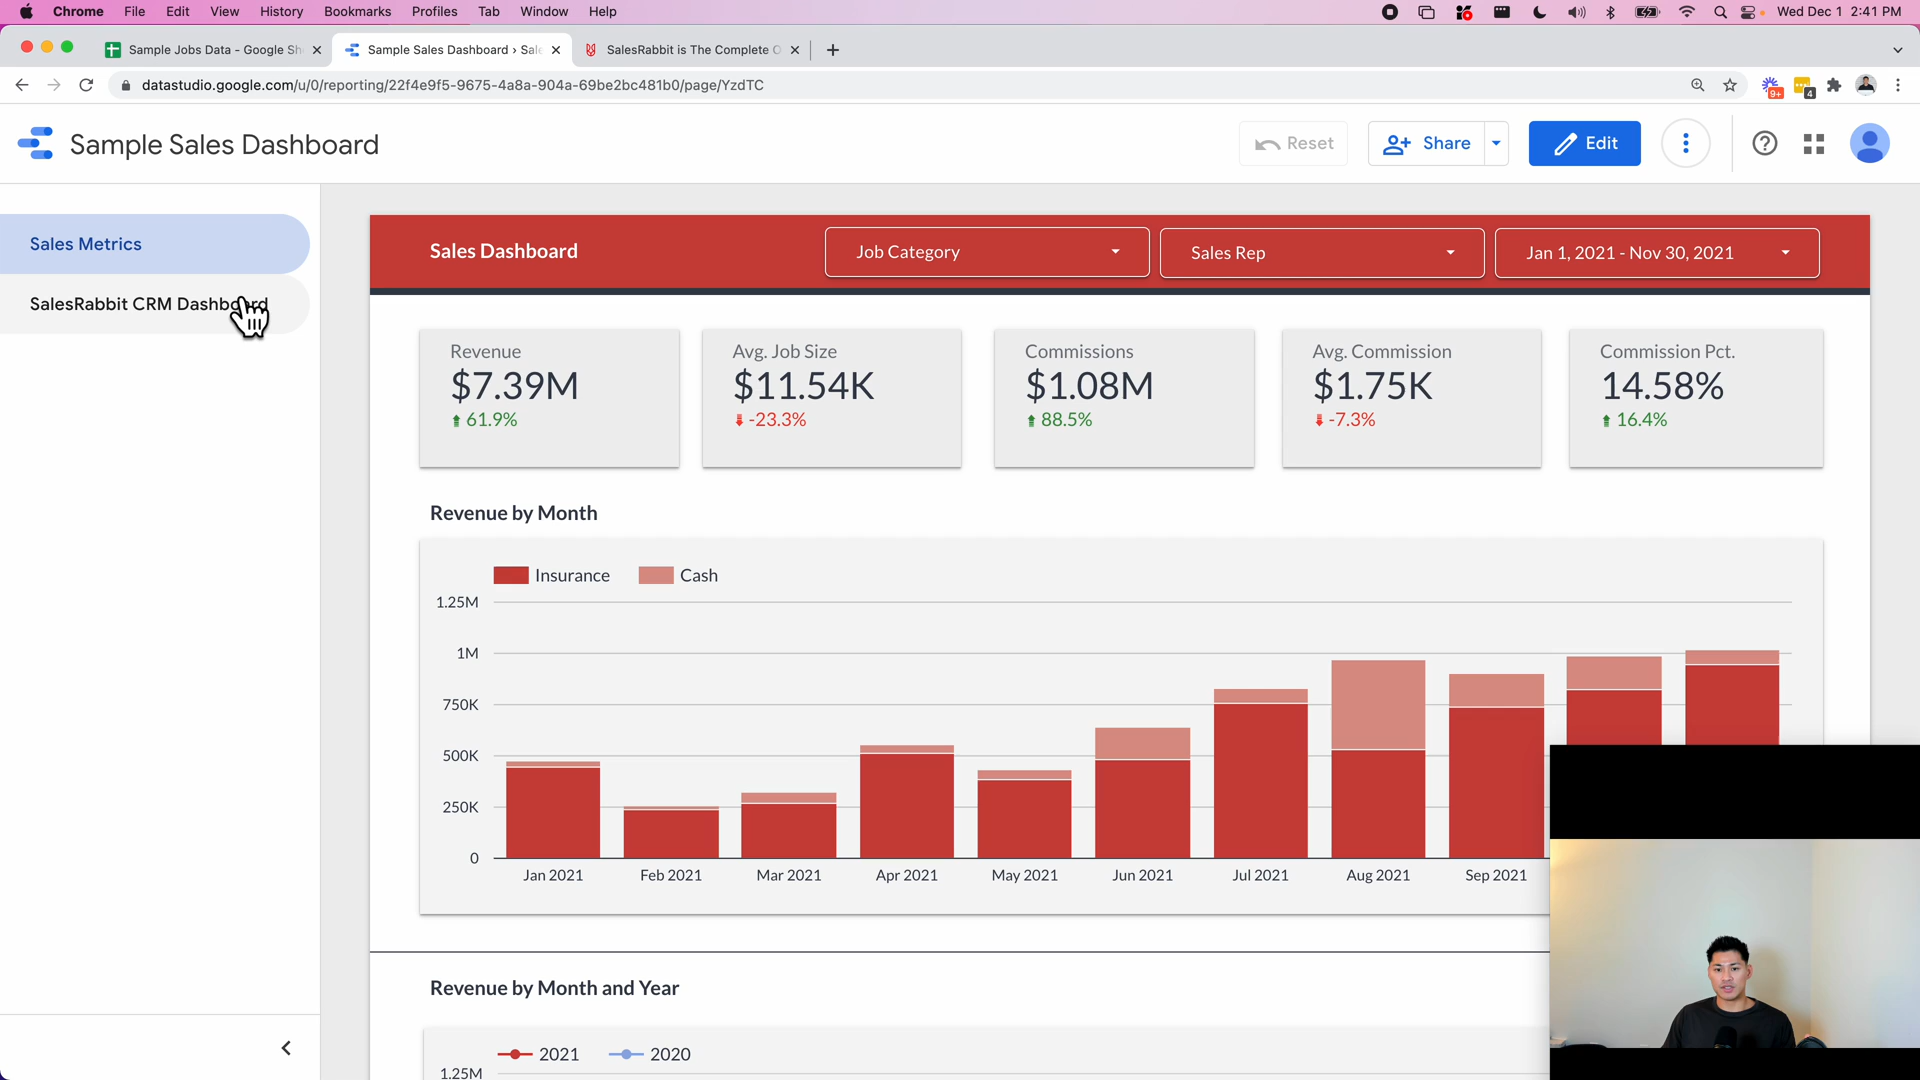 Chrome File Edit View History Bookmarks Profiles Tab Window Help Wed Dec 1 2:41 PM
Sample Jobs Data - Google Sh Sample Sales Dashboard › Sale SalesRabbit is The Complete O
datastudio.google.com/u/0/reporting/22f4e9f5-9675-4a8a-904a-69be2bc481b0/page/YzdTC
9+ 4
Sample Sales Dashboard
Reset Share Edit
Sales Metrics
SalesRabbit CRM Dashboard
Sales Dashboard Job Category Sales Rep Jan 1, 2021 - Nov 30, 2021
Revenue Avg. Job Size Commissions Avg. Commission Commission Pct.
$7.39M $11.54K $1.08M $1.75K 14.58%
61.9% -23.3% 88.5% -7.3% 16.4%
Revenue by Month
Insurance Cash
1.25M
1M
750K
500K
250K
0
Jan 2021 Feb 2021 Mar 2021 Apr 2021 May 2021 Jun 2021 Jul 2021 Aug 2021 Sep 2021
Revenue by Month and Year
2021 2020
1.25M